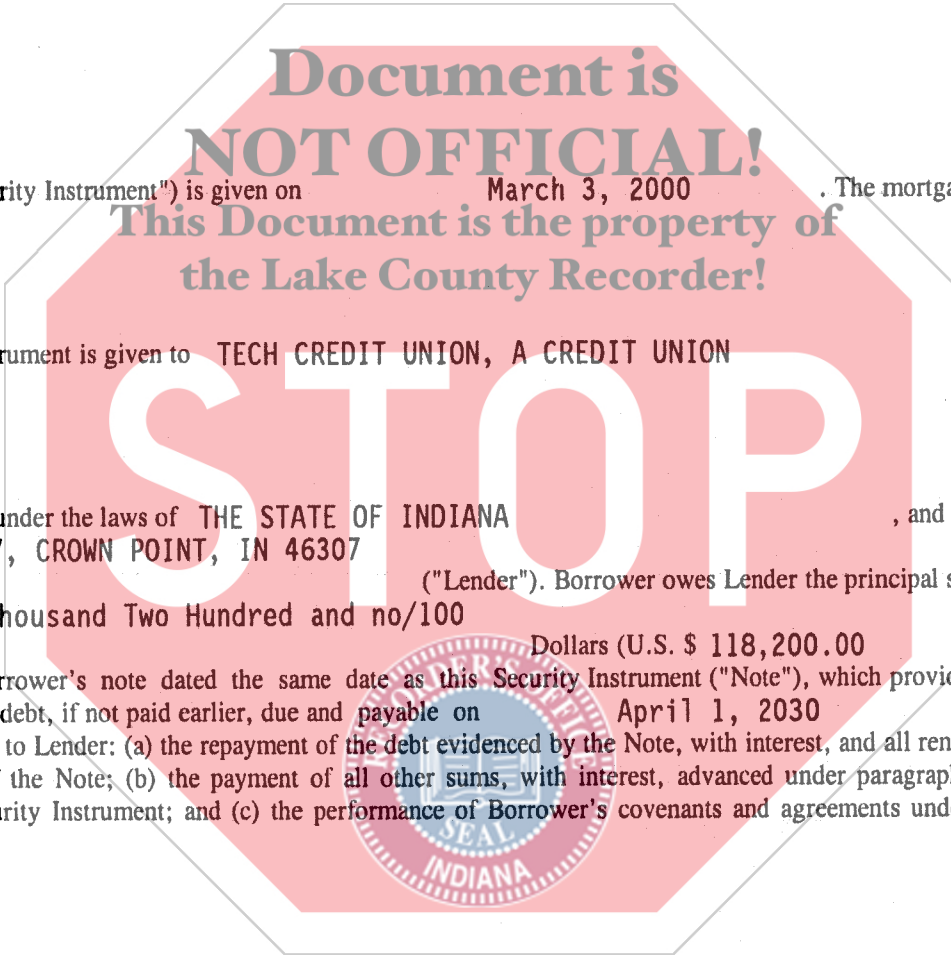 Document is
NOT OFFICIAL!
rity Instrument") is given on March 3, 2000 . The mortga
This Document is the property of
the Lake County Recorder!
rument is given to TECH CREDIT UNION, A CREDIT UNION
STOP
under the laws of THE STATE OF INDIANA , and
, CROWN POINT, IN 46307
("Lender"). Borrower owes Lender the principal s
housand Two Hundred and no/100
Dollars (U.S. $ 118,200.00
rrower's note dated the same date as this Security Instrument ("Note"), which provid
debt, if not paid earlier, due and payable on April 1, 2030
to Lender: (a) the repayment of the debt evidenced by the Note, with interest, and all ren
the Note; (b) the payment of all other sums, with interest, advanced under paragrap
urity Instrument; and (c) the performance of Borrower's covenants and agreements und
RECORDER'S OFFICE
SEAL
INDIANA